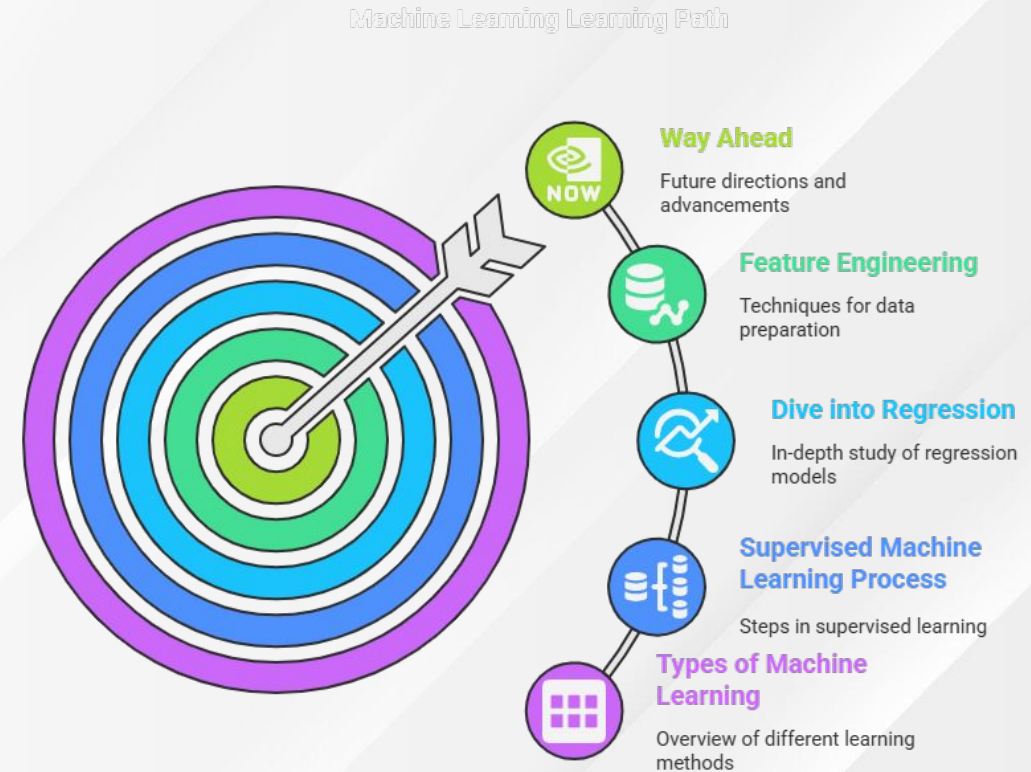 Machine Learning Learning Path
Way Ahead
Future directions and
advancements
NOW
Feature Engineering
Techniques for data
preparation
Dive into Regression
In-depth study of regression
models
Supervised Machine
Learning Process
Steps in supervised learning
Types of Machine
Learning
Overview of different learning
methods